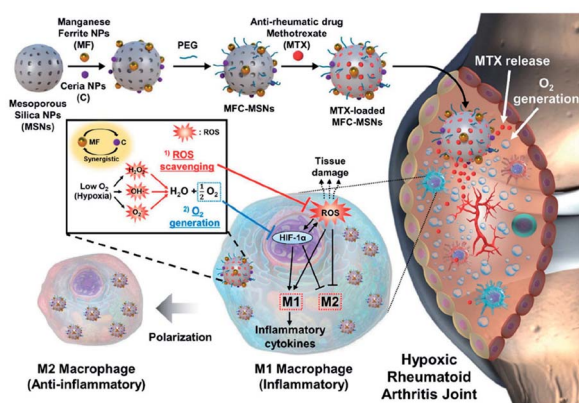 Manganese
Ferrite NPs
(MF)
Ceria NPs
(C)
Mesoporous
Silica NPs
(MSNs)
PEG
MFC-MSNs
Anti-rheumatic drug
Methotrexate
(MTX)
MTX-loaded
MFC-MSNs
MTX release
O₂
generation
MF
C
Synergistic
: ROS
1) ROS
scavenging
Low O₂
(Hypoxia)
H₂O₂
OH
O₂
H₂O + 1/2 O₂
2) O₂
generation
Tissue
damage
ROS
HIF-1α
M1
M2
Inflammatory
cytokines
Polarization
M2 Macrophage
(Anti-inflammatory)
M1 Macrophage
(Inflammatory)
Hypoxic
Rheumatoid
Arthritis Joint